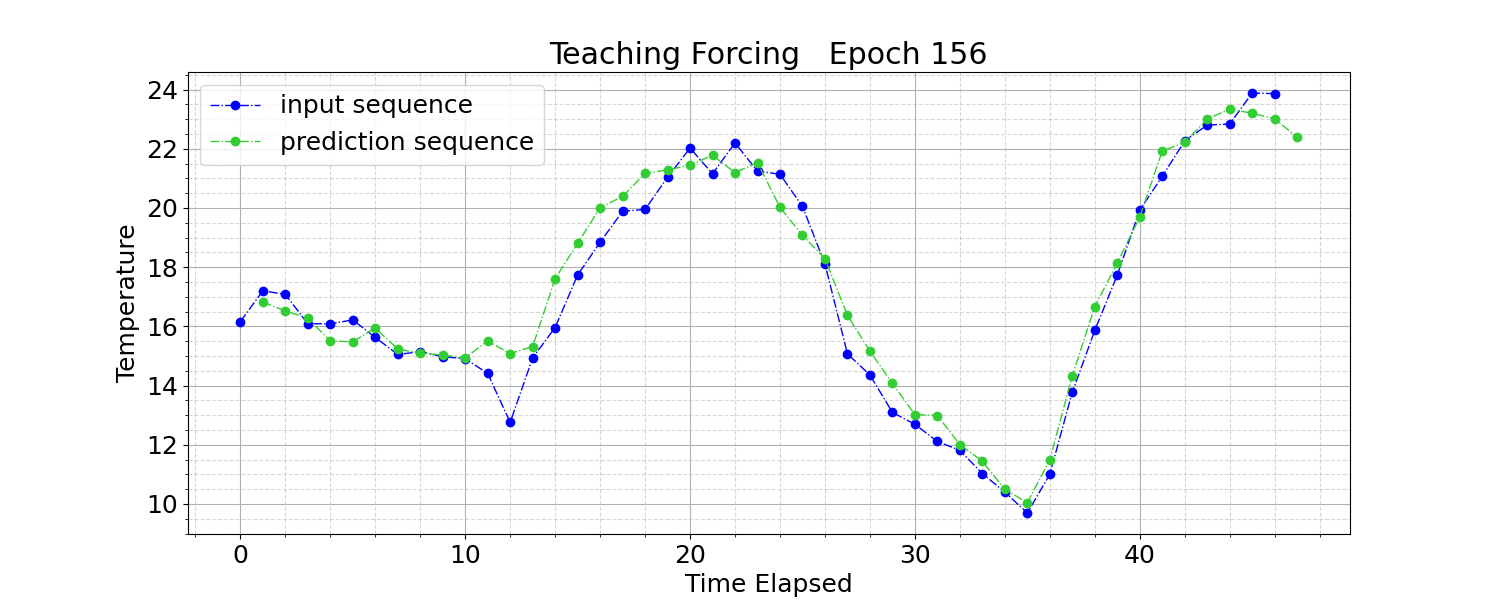 Teaching Forcing   Epoch 156
24
22
20
18
16
14
12
10
Temperature
input sequence
prediction sequence
0 10 20 30 40
Time Elapsed